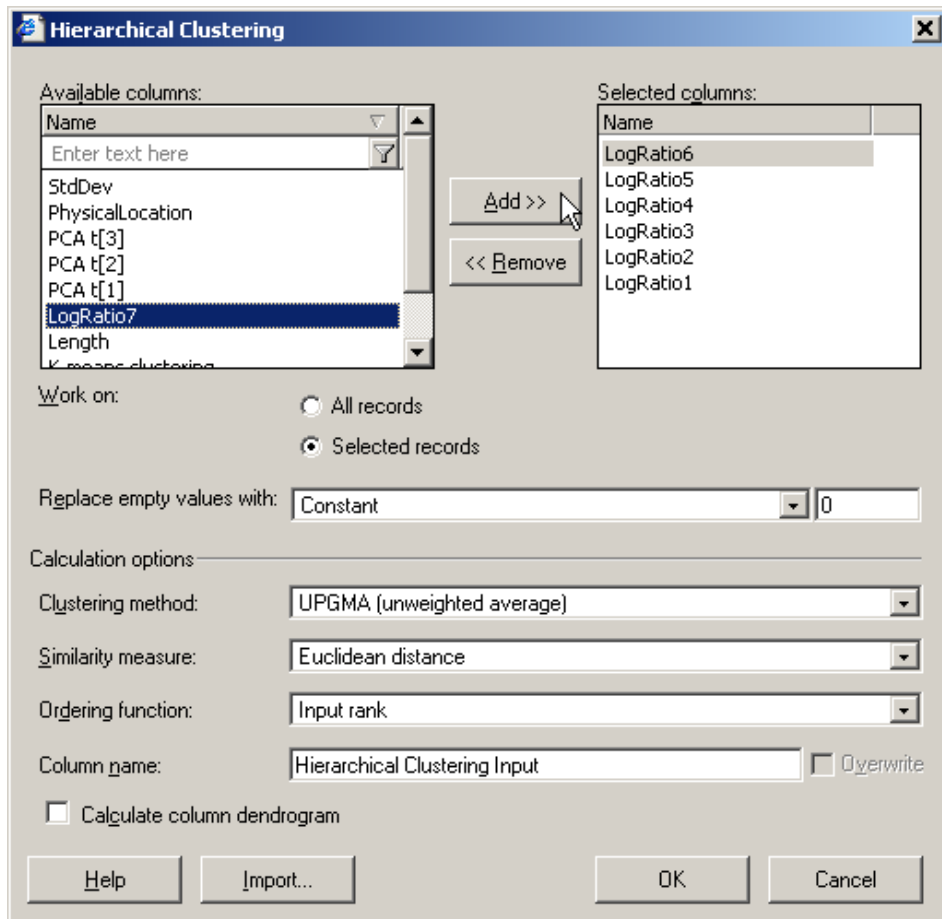 Hierarchical Clustering
Available columns:
Name
Enter text here
StdDev
PhysicalLocation
PCA t[3]
PCA t[2]
PCA t[1]
LogRatio7
Length
K-means clustering
Add >>
<< Remove
Selected columns:
Name
LogRatio6
LogRatio5
LogRatio4
LogRatio3
LogRatio2
LogRatio1
Work on:
All records
Selected records
Replace empty values with: Constant 0
Calculation options
Clustering method: UPGMA (unweighted average)
Similarity measure: Euclidean distance
Ordering function: Input rank
Column name: Hierarchical Clustering Input Overwrite
Calculate column dendrogram
Help Import... OK Cancel